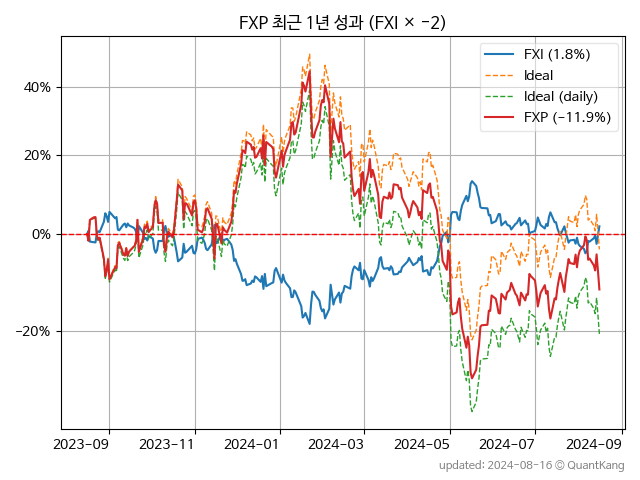 FXP 최근 1년 성과 (FXI × −2)
FXI (1.8%)
Ideal
Ideal (daily)
FXP (−11.9%)
40%
20%
0%
−20%
2023-09 2023-11 2024-01 2024-03 2024-05 2024-07 2024-09
updated: 2024-08-16 © QuantKang